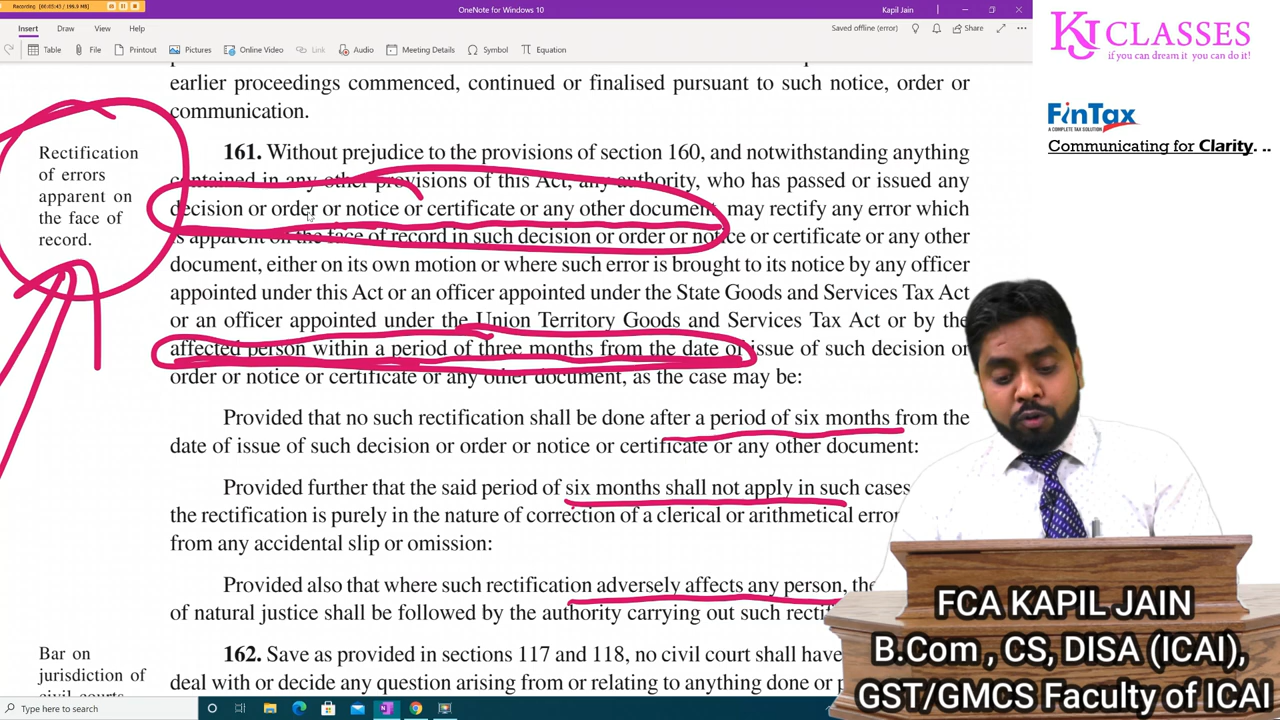 Recording [00:05:45 / 199.9 MB]
OneNote for Windows 10
Kapil Jain
Insert Draw View Help
Saved offline (error)
Share
Table File Printout Pictures Online Video Link Audio Meeting Details Symbol Equation
earlier proceedings commenced, continued or finalised pursuant to such notice, order or
communication.
Rectification
of errors
apparent on
the face of
record.
161. Without prejudice to the provisions of section 160, and notwithstanding anything
contained in any other provisions of this Act, any authority, who has passed or issued any
decision or order or notice or certificate or any other document, may rectify any error which
is apparent on the face of record in such decision or order or notice or certificate or any other
document, either on its own motion or where such error is brought to its notice by any officer
appointed under this Act or an officer appointed under the State Goods and Services Tax Act
or an officer appointed under the Union Territory Goods and Services Tax Act or by the
affected person within a period of three months from the date of issue of such decision or
order or notice or certificate or any other document, as the case may be:
Provided that no such rectification shall be done after a period of six months from the
date of issue of such decision or order or notice or certificate or any other document:
Provided further that the said period of six months shall not apply in such cases
the rectification is purely in the nature of correction of a clerical or arithmetical error
from any accidental slip or omission:
Provided also that where such rectification adversely affects any person,
of natural justice shall be followed by the authority carrying out such
Bar on
jurisdiction of
civil courts
162. Save as provided in sections 117 and 118, no civil court shall have
deal with or decide any question arising from or relating to anything done or
Type here to search
KJ CLASSES
if you can dream it you can do it!
FinTax
A COMPLETE TAX SOLUTION
Communicating for Clarity. ..
FCA KAPIL JAIN
B.Com , CS, DISA (ICAI),
GST/GMCS Faculty of ICAI